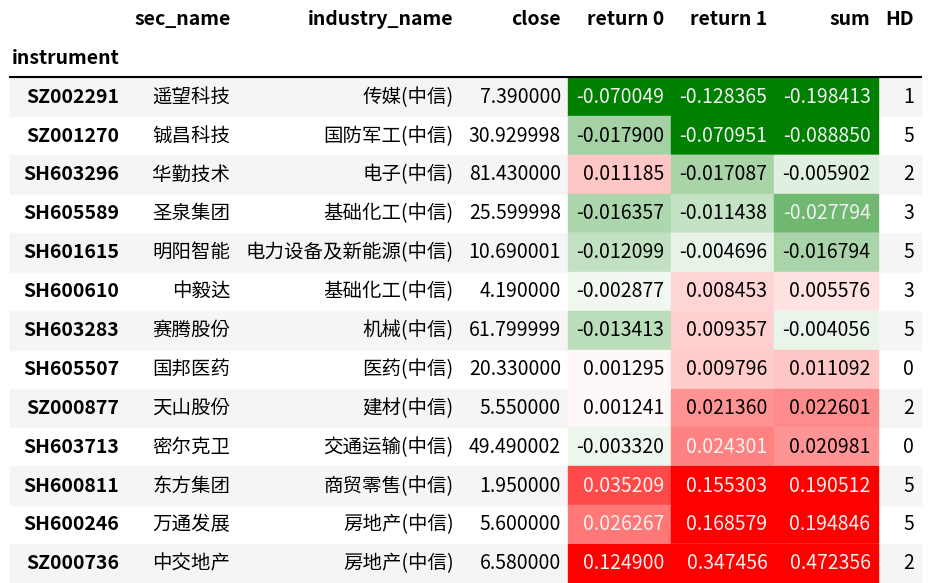 sec_name industry_name close return 0 return 1 sum HD
instrument
SZ002291 遥望科技 传媒(中信) 7.390000 -0.070049 -0.128365 -0.198413 1
SZ001270 铖昌科技 国防军工(中信) 30.929998 -0.017900 -0.070951 -0.088850 5
SH603296 华勤技术 电子(中信) 81.430000 0.011185 -0.017087 -0.005902 2
SH605589 圣泉集团 基础化工(中信) 25.599998 -0.016357 -0.011438 -0.027794 3
SH601615 明阳智能 电力设备及新能源(中信) 10.690001 -0.012099 -0.004696 -0.016794 5
SH600610 中毅达 基础化工(中信) 4.190000 -0.002877 0.008453 0.005576 3
SH603283 赛腾股份 机械(中信) 61.799999 -0.013413 0.009357 -0.004056 5
SH605507 国邦医药 医药(中信) 20.330000 0.001295 0.009796 0.011092 0
SZ000877 天山股份 建材(中信) 5.550000 0.001241 0.021360 0.022601 2
SH603713 密尔克卫 交通运输(中信) 49.490002 -0.003320 0.024301 0.020981 0
SH600811 东方集团 商贸零售(中信) 1.950000 0.035209 0.155303 0.190512 5
SH600246 万通发展 房地产(中信) 5.600000 0.026267 0.168579 0.194846 5
SZ000736 中交地产 房地产(中信) 6.580000 0.124900 0.347456 0.472356 2